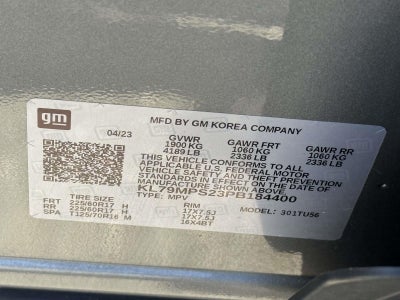 gm
MFD BY GM KOREA COMPANY
04/23
GVWR GAWR FRT GAWR RR
1900 KG 1060 KG 1060 KG
4189 LB 2336 LB 2336 LB
THIS VEHICLE CONFORMS TO ALL
APPLICABLE U.S. FEDERAL MOTOR
VEHICLE SAFETY AND THEFT PREVENTION
STANDARDS IN EFFECT ON THE DATE OF
MANUFACTURE SHOWN ABOVE.
KL79MPS23PB184400
TYPE: MPV MODEL: 301TU56
TIRE SIZE RIM
FRT 225/60R17 H 17X7.5J
RR 225/60R17 H 17X7.5J
SPA T125/70R16 M 16X4BT